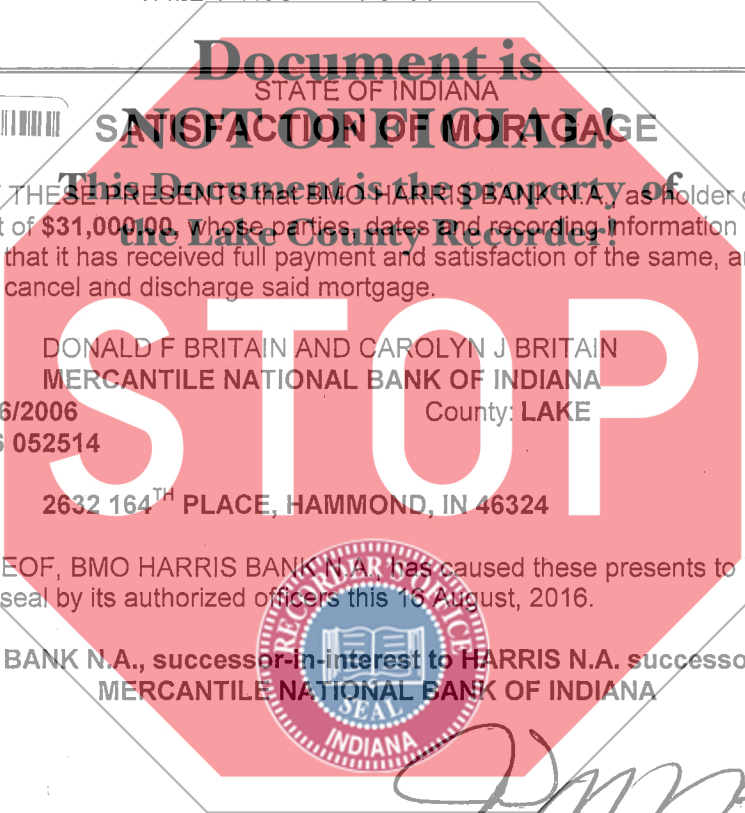 Document is
STATE OF INDIANA
NOT OFFICIAL!
SATISFACTION OF MORTGAGE
This Document is the property of
THESE PRESENTS that BMO HARRIS BANK N.A., as holder
the Lake County Recorder!
of $31,000.00, whose parties, dates and recording information
that it has received full payment and satisfaction of the same,
cancel and discharge said mortgage.
STOP
DONALD F BRITAIN AND CAROLYN J BRITAIN
MERCANTILE NATIONAL BANK OF INDIANA
6/2006 County: LAKE
052514
2632 164TH PLACE, HAMMOND, IN 46324
EOF, BMO HARRIS BANK N.A., has caused these presents to
seal by its authorized officers this 16 August, 2016.
BANK N.A., successor-in-interest to HARRIS N.A. successo
MERCANTILE NATIONAL BANK OF INDIANA
RECORDER'S OFFICE
SEAL
INDIANA